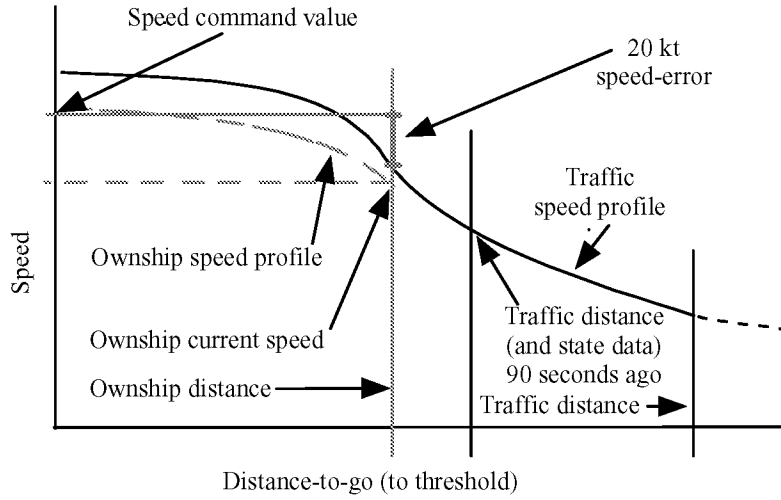 Speed command value
20 kt
speed-error
Traffic
speed profile
Speed
Ownship speed profile
Ownship current speed
Ownship distance
Traffic distance
(and state data)
90 seconds ago
Traffic distance
Distance-to-go (to threshold)